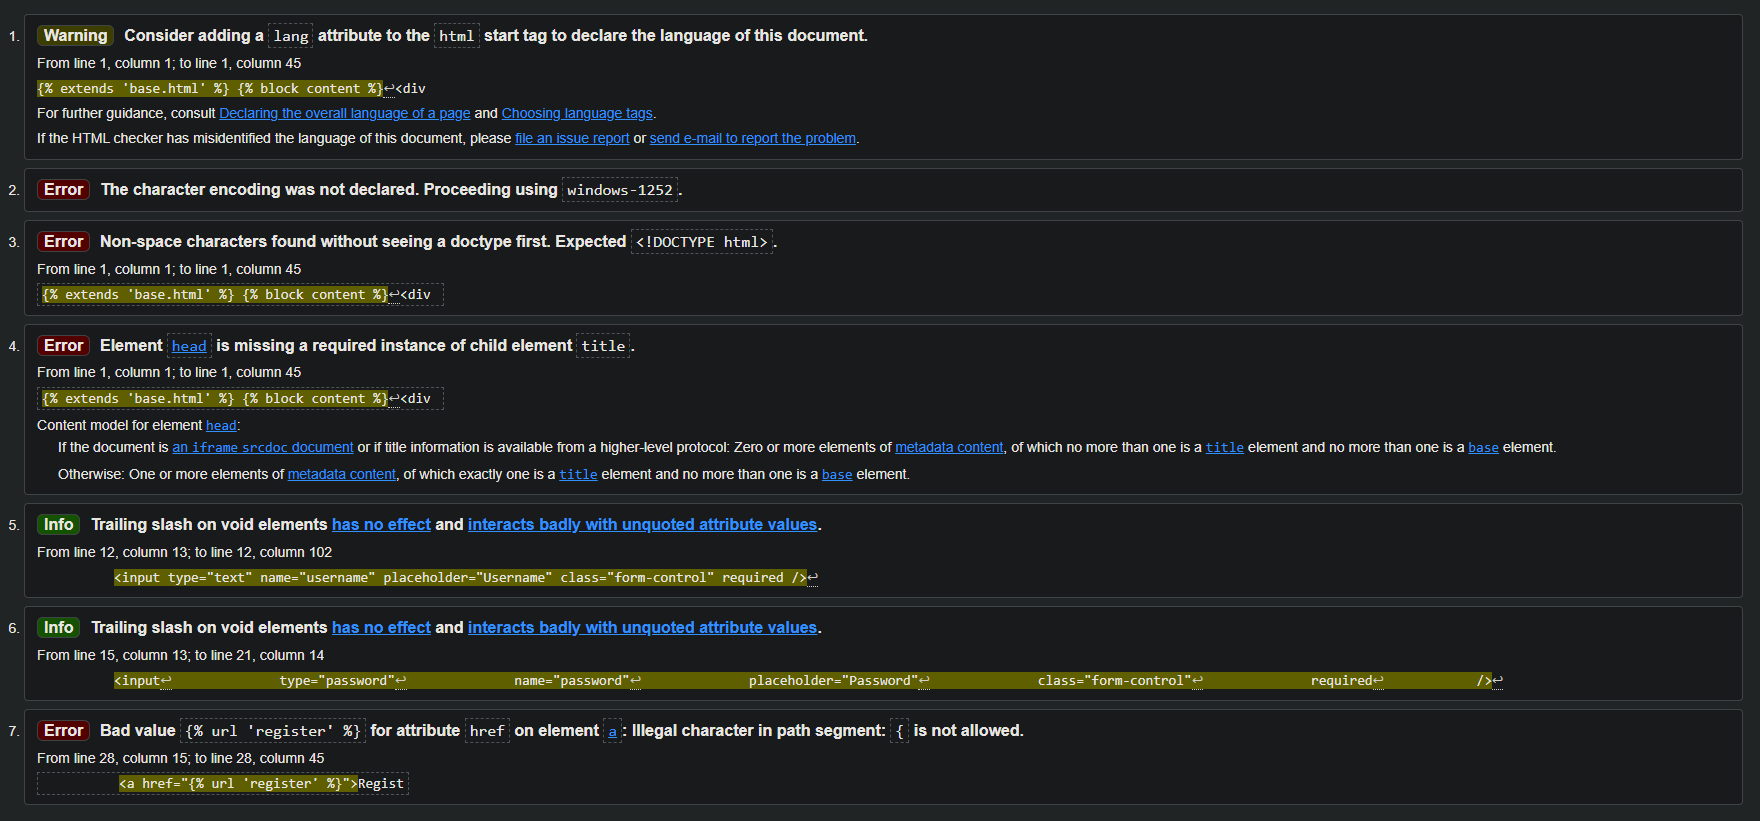 1. Warning Consider adding a lang attribute to the html start tag to declare the language of this document.
From line 1, column 1; to line 1, column 45
{% extends 'base.html' %} {% block content %}↩<div
For further guidance, consult Declaring the overall language of a page and Choosing language tags.
If the HTML checker has misidentified the language of this document, please file an issue report or send e-mail to report the problem.
2. Error The character encoding was not declared. Proceeding using windows-1252.
3. Error Non-space characters found without seeing a doctype first. Expected <!DOCTYPE html>.
From line 1, column 1; to line 1, column 45
{% extends 'base.html' %} {% block content %}↩<div
4. Error Element head is missing a required instance of child element title.
From line 1, column 1; to line 1, column 45
{% extends 'base.html' %} {% block content %}↩<div
Content model for element head:
If the document is an iframe srcdoc document or if title information is available from a higher-level protocol: Zero or more elements of metadata content, of which no more than one is a title element and no more than one is a base element.
Otherwise: One or more elements of metadata content, of which exactly one is a title element and no more than one is a base element.
5. Info Trailing slash on void elements has no effect and interacts badly with unquoted attribute values.
From line 12, column 13; to line 12, column 102
<input type="text" name="username" placeholder="Username" class="form-control" required />↩
6. Info Trailing slash on void elements has no effect and interacts badly with unquoted attribute values.
From line 15, column 13; to line 21, column 14
<input↩ type="password"↩ name="password"↩ placeholder="Password"↩ class="form-control"↩ required↩ />↩
7. Error Bad value {% url 'register' %} for attribute href on element a: Illegal character in path segment: { is not allowed.
From line 28, column 15; to line 28, column 45
<a href="{% url 'register' %}">Regist